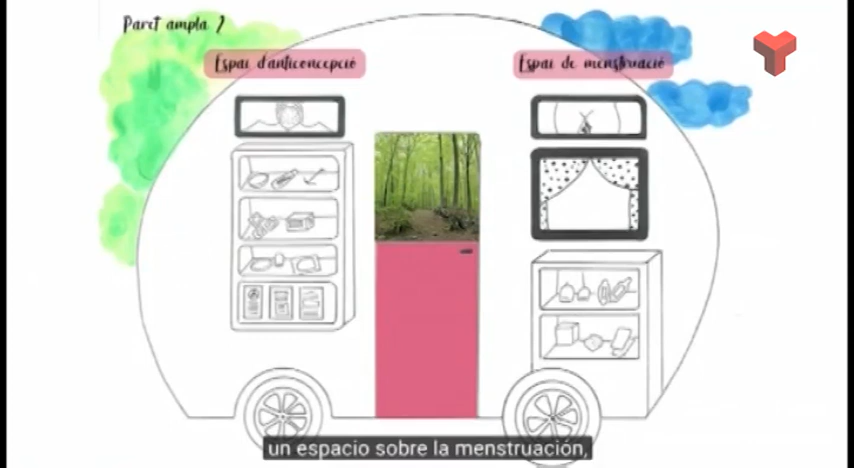 Paret ampla 2
Espai d'anticoncepció
Espai de menstruació
un espacio sobre la menstruación,